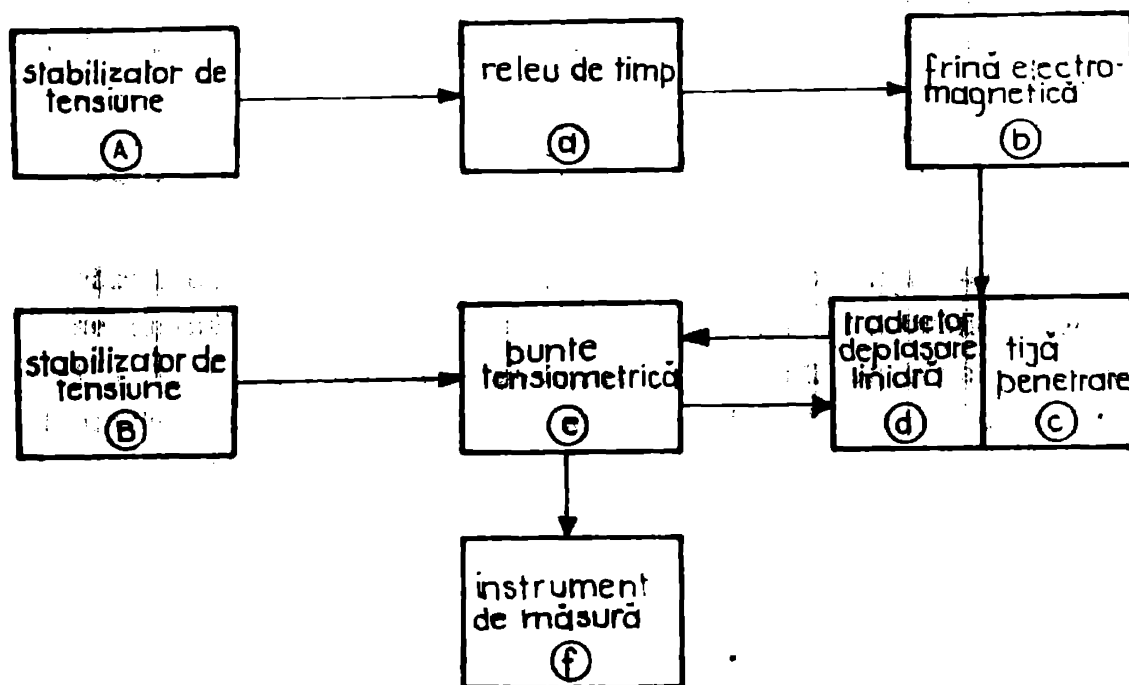 stabilizator de
tensiune
A
releu de timp
a
frînă electro-
magnetică
b
stabilizator de
tensiune
B
punte
tensiometrică
e
traductor
deplasare
liniară
d
tijă
penetrare
c
instrument
de măsură
f